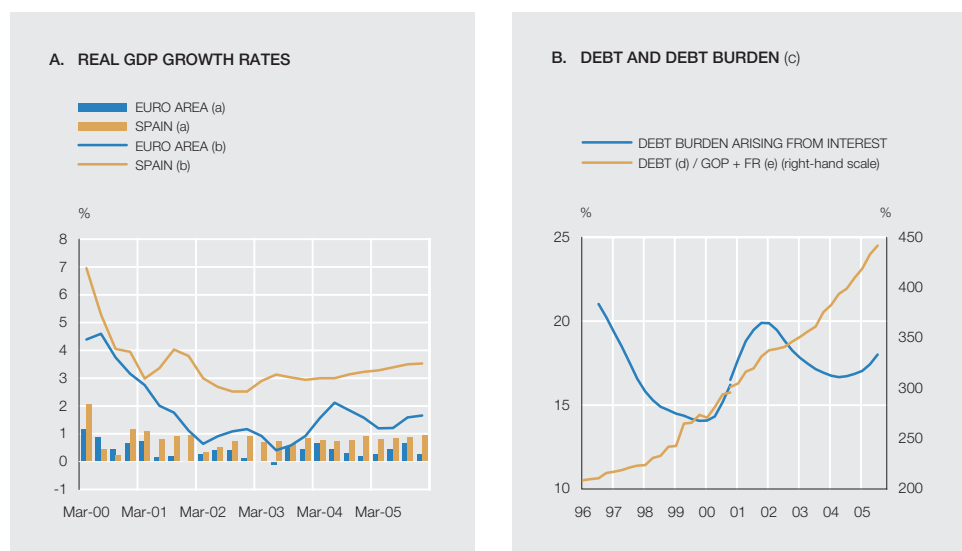 A. REAL GDP GROWTH RATES
EURO AREA (a)
SPAIN (a)
EURO AREA (b)
SPAIN (b)
%
8
7
6
5
4
3
2
1
0
-1
Mar-00 Mar-01 Mar-02 Mar-03 Mar-04 Mar-05
B. DEBT AND DEBT BURDEN (c)
DEBT BURDEN ARISING FROM INTEREST
DEBT (d) / GOP + FR (e) (right-hand scale)
% %
25 450
400
20 350
300
15
250
10 200
96 97 98 99 00 01 02 03 04 05